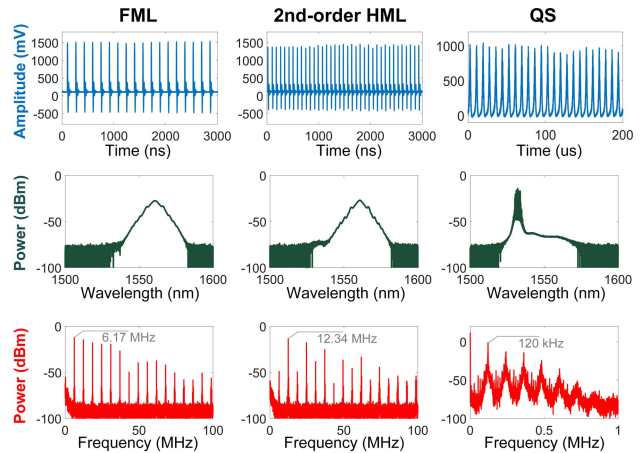 FML 2nd-order HML QS
Amplitude (mV)
1500
1000
500
0
-500
0 1000 2000 3000
Time (ns)
1500
1000
500
0
-500
0 1000 2000 3000
Time (ns)
1000
500
0
0 100 200
Time (us)
Power (dBm)
0
-50
-100
1500 1550 1600
Wavelength (nm)
0
-50
-100
1500 1550 1600
Wavelength (nm)
0
-50
-100
1500 1550 1600
Wavelength (nm)
Power (dBm)
0
-50
-100
6.17 MHz
0 50 100
Frequency (MHz)
0
-50
-100
12.34 MHz
0 50 100
Frequency (MHz)
0
-50
-100
120 kHz
0 0.5 1
Frequency (MHz)